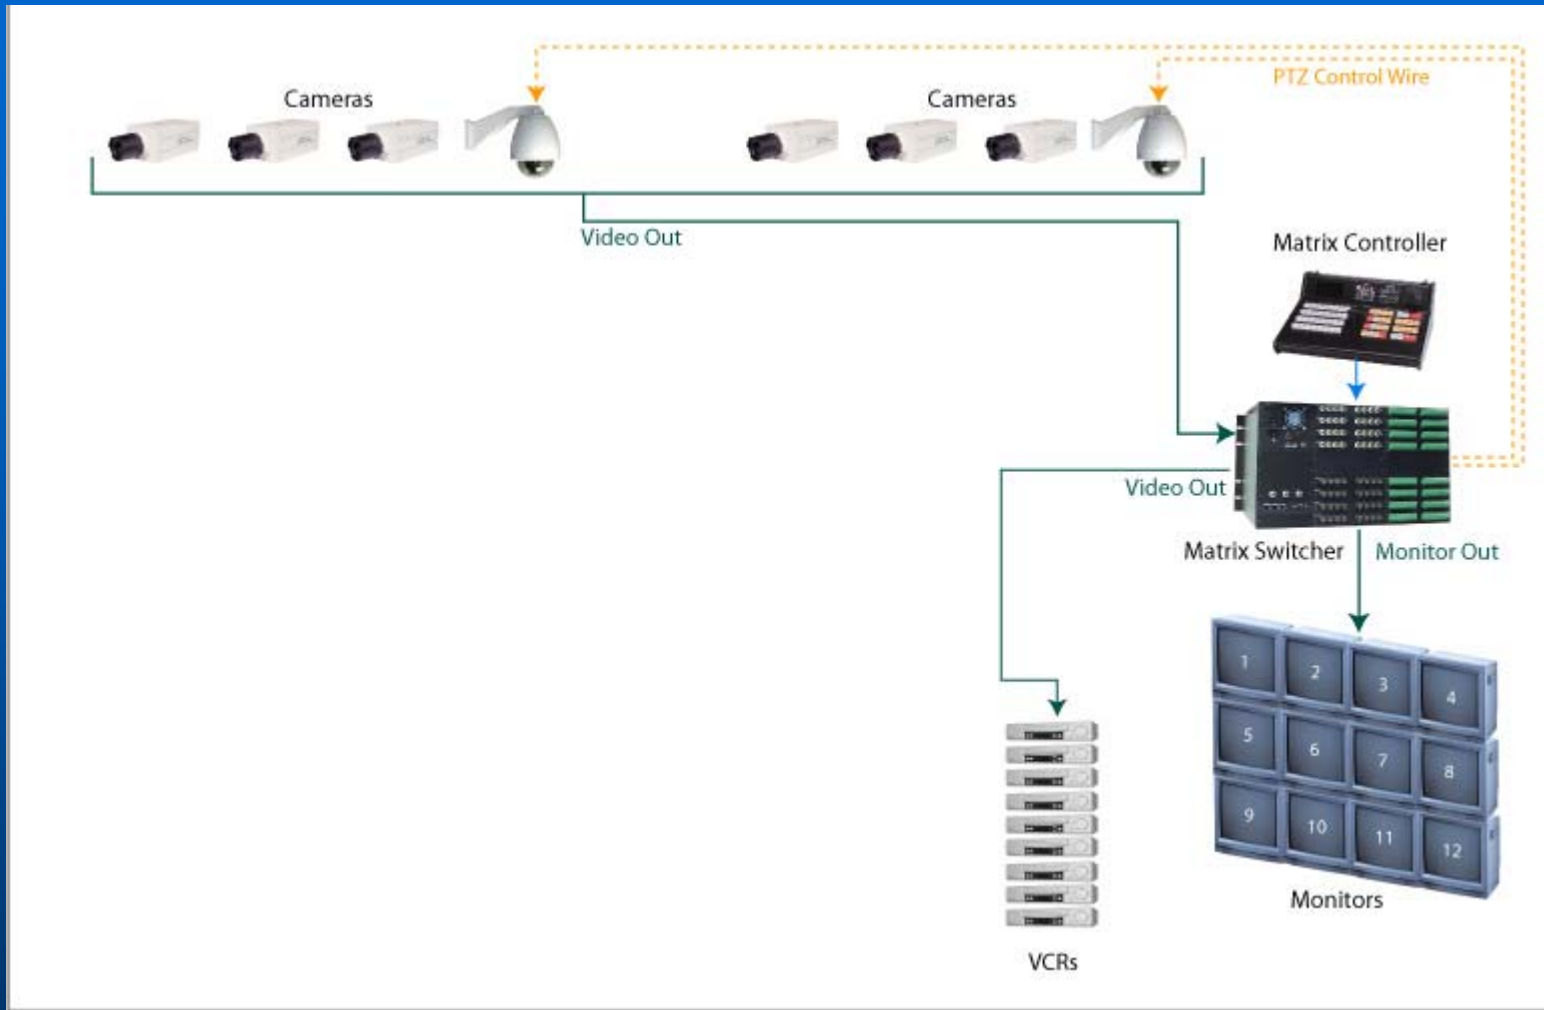 PTZ Control Wire
Cameras
Cameras
Video Out
Matrix Controller
Video Out
Matrix Switcher
Monitor Out
1
2
3
4
5
6
7
8
9
10
11
12
Monitors
VCRs